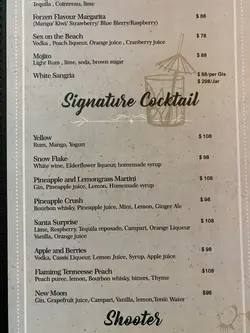 Tequila , Cointreau, lime
Forzen Flavour Margarita $ 88
(Mango/ Kiwi/ Strawberry/ Blue Bierry/Raspberry)
Sex on the Beach $ 78
Vodka , Peach liqueur, Orange juice , Cranberry juice
Mojito $ 88
Light Rum , lime, soda, brown sugar
White Sangria $ 88/per Gls
$ 298/Jar
Signature Cocktail
Yellow $ 108
Rum, Mango, Yogurt
Snow Flake $ 98
White wine, Elderflower liqueur, homemade syrup
Pineapple and Lemongrass Martini $ 108
Gin, Pineapple juice, Lemon, Homemade syrup
Pineapple Crush $ 98
Bourbon whisky, Pineapple juice, Mint, Lemon, Ginger Ale
Santa Surprise $ 108
Lime, Respberry, Tequila reposado, Campari, Orange Liqueur
Vanilla, Orange juice
Apple and Berries $ 98
Vodka, Cassis Liqueur, Lemon Juice, Syrup, Apple juice
Flaming Tennesse Peach $108
Peach puree, lemon, Bourbon whisky, bitters, Thyme
New Moon $98
Gin, Grapefruit juice, Campari, Vanilla, lemon,Tonic Water
Shooter